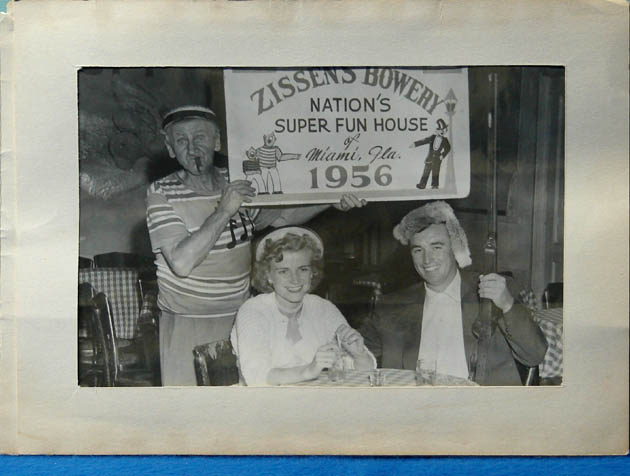 ZISSEN'S BOWERY
NATION'S
SUPER FUN HOUSE
of
Miami, Fla.
1956